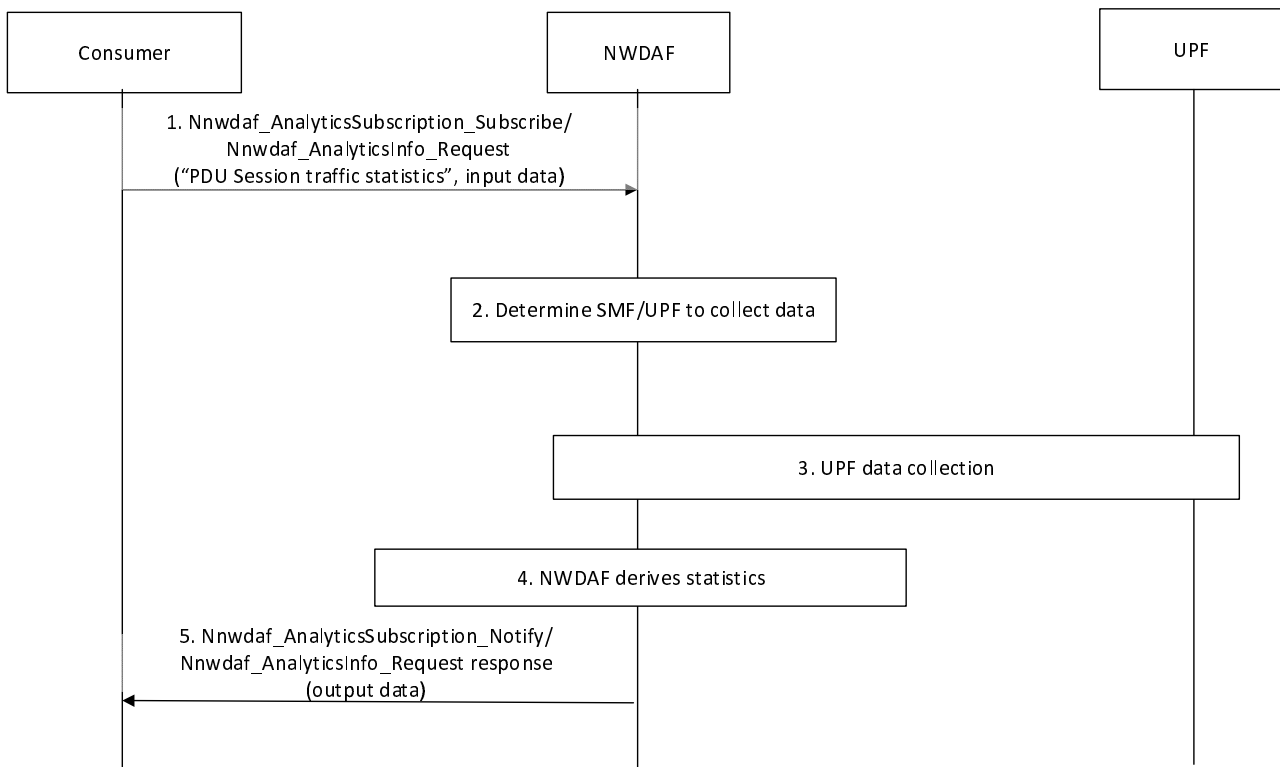 Consumer
NWDAF
UPF
1. Nnwdaf_AnalyticsSubscription_Subscribe/
Nnwdaf_AnalyticsInfo_Request
(“PDU Session traffic statistics”, input data)
2. Determine SMF/UPF to collect data
3. UPF data collection
4. NWDAF derives statistics
5. Nnwdaf_AnalyticsSubscription_Notify/
Nnwdaf_AnalyticsInfo_Request response
(output data)